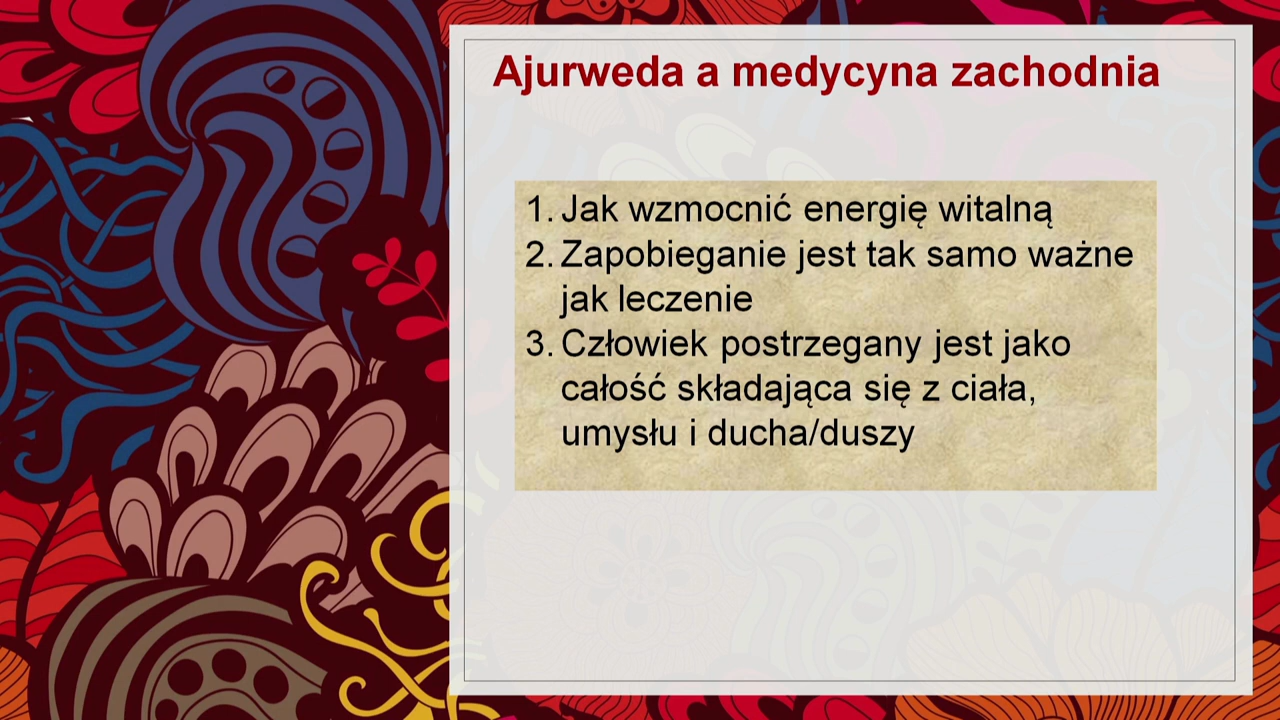 Ajurweda a medycyna zachodnia
1. Jak wzmocnić energię witalną
2. Zapobieganie jest tak samo ważne
jak leczenie
3. Człowiek postrzegany jest jako
całość składająca się z ciała,
umysłu i ducha/duszy